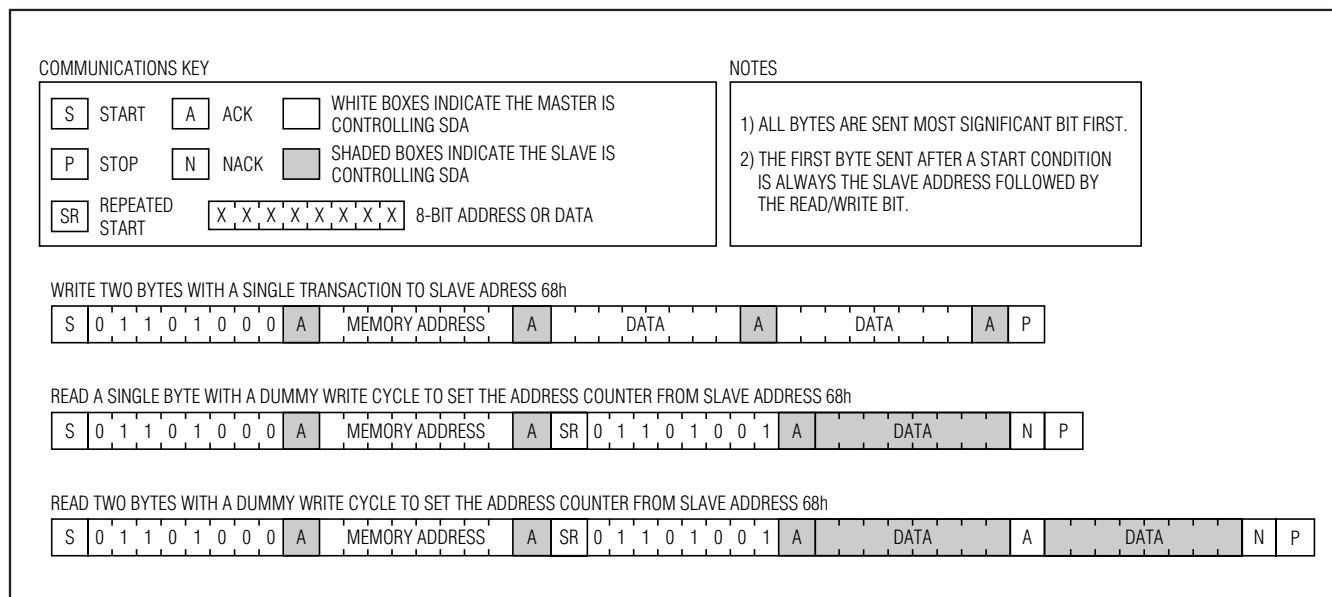 COMMUNICATIONS KEY
S START A ACK WHITE BOXES INDICATE THE MASTER IS
CONTROLLING SDA
P STOP N NACK SHADED BOXES INDICATE THE SLAVE IS
CONTROLLING SDA
SR REPEATED
START
X X X X X X X X 8-BIT ADDRESS OR DATA
NOTES
1) ALL BYTES ARE SENT MOST SIGNIFICANT BIT FIRST.
2) THE FIRST BYTE SENT AFTER A START CONDITION
IS ALWAYS THE SLAVE ADDRESS FOLLOWED BY
THE READ/WRITE BIT.
WRITE TWO BYTES WITH A SINGLE TRANSACTION TO SLAVE ADRESS 68h
S 0 1 1 0 1 0 0 0 A MEMORY ADDRESS A DATA A DATA A P
READ A SINGLE BYTE WITH A DUMMY WRITE CYCLE TO SET THE ADDRESS COUNTER FROM SLAVE ADDRESS 68h
S 0 1 1 0 1 0 0 0 A MEMORY ADDRESS A SR 0 1 1 0 1 0 0 1 A DATA N P
READ TWO BYTES WITH A DUMMY WRITE CYCLE TO SET THE ADDRESS COUNTER FROM SLAVE ADDRESS 68h
S 0 1 1 0 1 0 0 0 A MEMORY ADDRESS A SR 0 1 1 0 1 0 0 1 A DATA A DATA N P